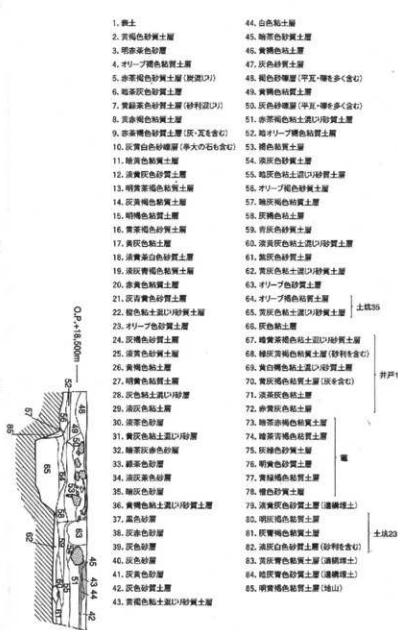 1. 表土
2. 黄褐色砂質土層
3. 明赤茶色砂層
4. オリーブ褐色粘質土層
5. 赤茶褐色砂質土層(炭混じり)
6. 暗茶灰色砂質土層
7. 黄緑茶色砂質土層(砂利混じり)
8. 黄赤褐色粘質土層
9. 赤茶褐色砂質土層(灰・瓦を含む)
10. 灰黄白色砂礫層(拳大の石も含む)
11. 暗黄色粘質土層
12. 淡黄灰色砂質土層
13. 明黄茶褐色粘質土層
14. 灰黄褐色粘質土層
15. 明褐色粘質土層
16. 黄茶褐色砂質土層
17. 黄灰色粘土層
18. 淡黄茶白色砂質土層
19. 淡灰青褐色粘質土層
20. 赤黄色粘質土層
21. 灰青黄色砂質土層
22. 橙色粘土混じり砂質土層
23. オリーブ色砂質土層
24. 灰褐色砂質土層
25. 淡黄色砂質土層
26. 黄褐色粘土層
27. 明黄色粘質土層
28. 灰色粘土混じり砂層
29. 淡灰色粘土層
30. 淡茶色砂層
31. 黄灰色粘土混じり砂層
32. 暗茶灰赤色砂層
33. 緑茶色砂層
34. 淡灰茶色砂層
35. 暗灰色砂層
36. 黄褐色粘土混じり砂質土層
37. 黒色砂層
38. 灰赤色砂層
39. 灰色砂層
40. 灰色砂層
41. 灰黄色砂層
42. 灰色砂質土層
43. 黄褐色粘土混じり砂質土層
44. 白色粘土層
45. 暗茶色砂質土層
46. 黄褐色粘土層
47. 灰色砂質土層
48. 褐色砂礫層(平瓦・礫を多く含む)
49. 黄褐色粘質土層
50. 灰色砂礫層(平瓦・礫を多く含む)
51. 赤茶褐色粘土混じり砂質土層
52. 暗オリーブ褐色粘質土層
53. 褐色粘質土層
54. 淡灰色砂質土層
55. 暗灰色粘土混じり砂質土層
56. オリーブ褐色砂質土層
57. 暗灰褐色粘質土層
58. 灰褐色粘土層
59. 青灰色砂質土層
60. 淡黄灰色粘土混じり砂質土層
61. 黒灰色砂質土層
62. 黄灰色粘土混じり砂質土層
63. オリーブ色砂質土層
64. オリーブ褐色粘質土層
65. 黄灰色粘土混じり砂質土層
土坑35
66. 灰色粘土層
67. 暗黄茶褐色粘土混じり砂質土層
68. 緑灰黄褐色粘質土層(砂利を含む)
69. 黄白褐色粘土混じり砂質土層
70. 黄灰褐色粘質土層(灰を含む)
71. 淡茶灰色粘土層
72. 赤黄灰色粘土層
井戸1
73. 暗茶赤褐色粘質土層
74. 暗茶青褐色粘質土層
75. 灰緑色砂質土層
76. 明黄色砂質土層
77. 黄緑褐色粘質土層
78. 橙色砂質土層
竃
79. 淡黄灰色砂質土層(遺構埋土)
80. 明灰褐色粘質土層
81. 灰青褐色粘質土層
82. 淡灰白色砂質土層(砂利を含む)
土坑23
83. 黄灰青色粘質土層(遺構埋土)
84. 暗灰青色砂質土層(遺構埋土)
85. 明黄褐色粘質土層(地山)
O.P.+18.500m